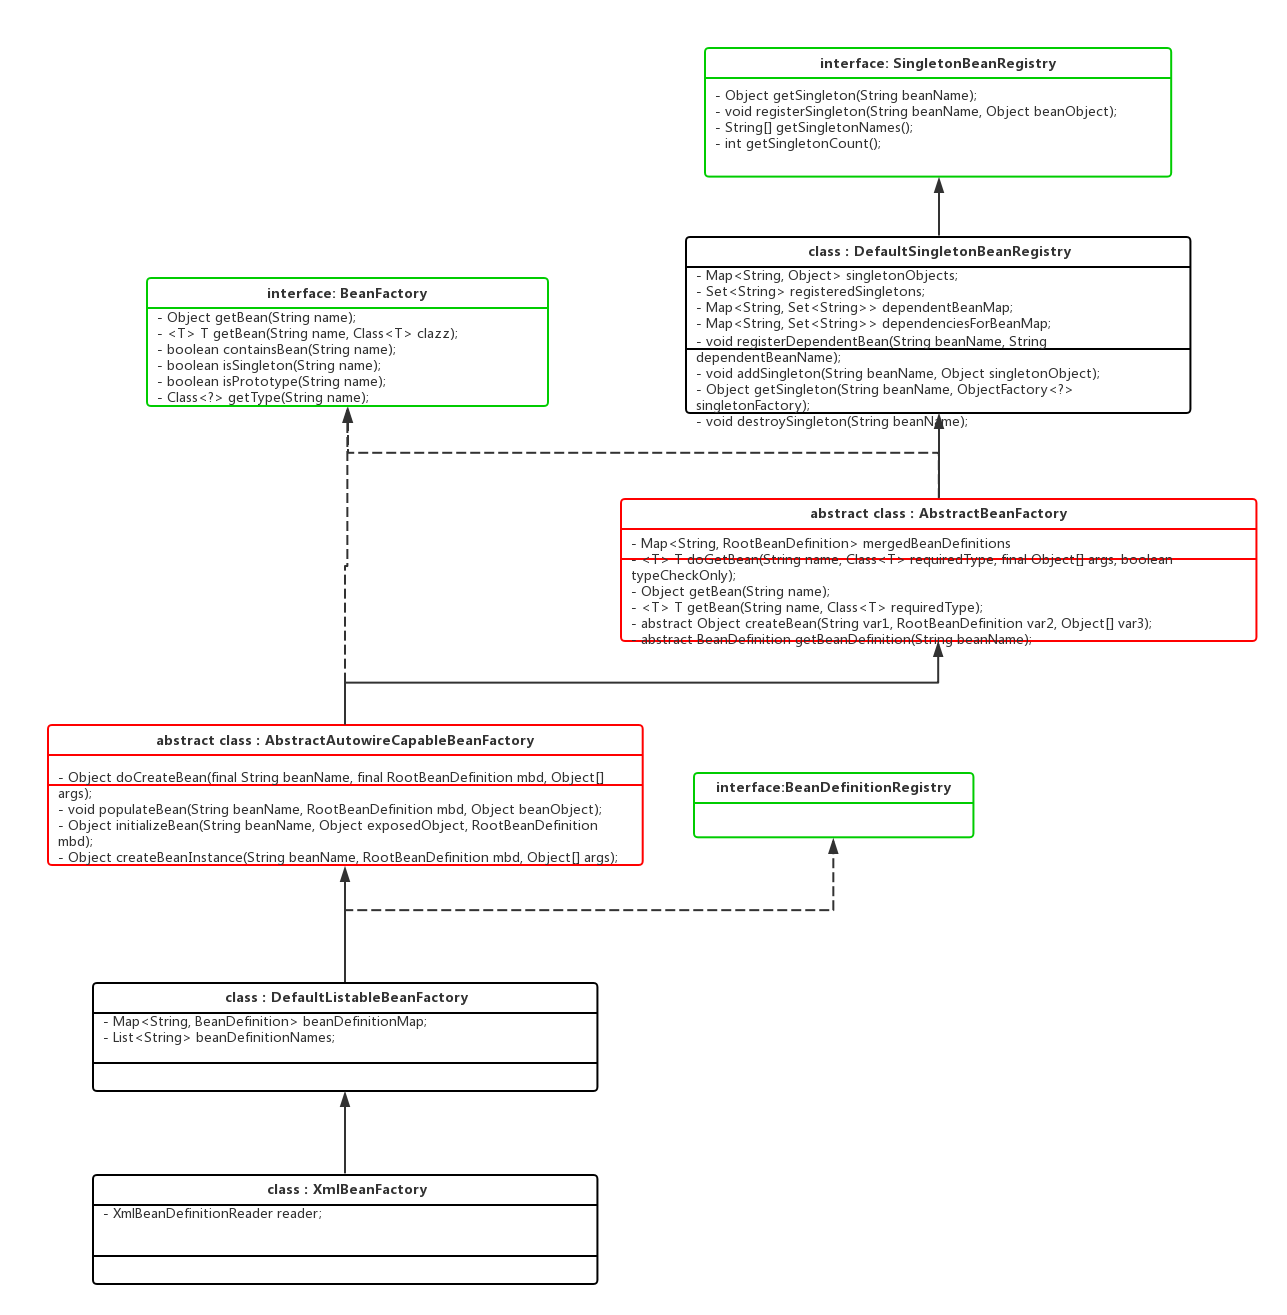 interface: SingletonBeanRegistry
- Object getSingleton(String beanName);
- void registerSingleton(String beanName, Object beanObject);
- String[] getSingletonNames();
- int getSingletonCount();
class : DefaultSingletonBeanRegistry
- Map<String, Object> singletonObjects;
- Set<String> registeredSingletons;
- Map<String, Set<String>> dependentBeanMap;
- Map<String, Set<String>> dependenciesForBeanMap;
- void registerDependentBean(String beanName, String
dependentBeanName);
- void addSingleton(String beanName, Object singletonObject);
- Object getSingleton(String beanName, ObjectFactory<?>
singletonFactory);
- void destroySingleton(String beanName);
interface: BeanFactory
- Object getBean(String name);
- <T> T getBean(String name, Class<T> clazz);
- boolean containsBean(String name);
- boolean isSingleton(String name);
- boolean isPrototype(String name);
- Class<?> getType(String name);
abstract class : AbstractBeanFactory
- Map<String, RootBeanDefinition> mergedBeanDefinitions
- <T> T doGetBean(String name, Class<T> requiredType, final Object[] args, boolean
typeCheckOnly);
- Object getBean(String name);
- <T> T getBean(String name, Class<T> requiredType);
- abstract Object createBean(String var1, RootBeanDefinition var2, Object[] var3);
- abstract BeanDefinition getBeanDefinition(String beanName);
abstract class : AbstractAutowireCapableBeanFactory
- Object doCreateBean(final String beanName, final RootBeanDefinition mbd, Object[]
args);
- void populateBean(String beanName, RootBeanDefinition mbd, Object beanObject);
- Object initializeBean(String beanName, Object exposedObject, RootBeanDefinition
mbd);
- Object createBeanInstance(String beanName, RootBeanDefinition mbd, Object[] args);
interface:BeanDefinitionRegistry
class : DefaultListableBeanFactory
- Map<String, BeanDefinition> beanDefinitionMap;
- List<String> beanDefinitionNames;
class : XmlBeanFactory
- XmlBeanDefinitionReader reader;